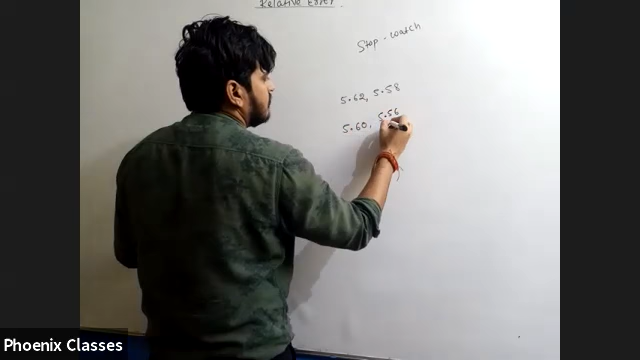 Relative Error
Stop-watch
5.62, 5.58
5.60, 5.56
Phoenix Classes